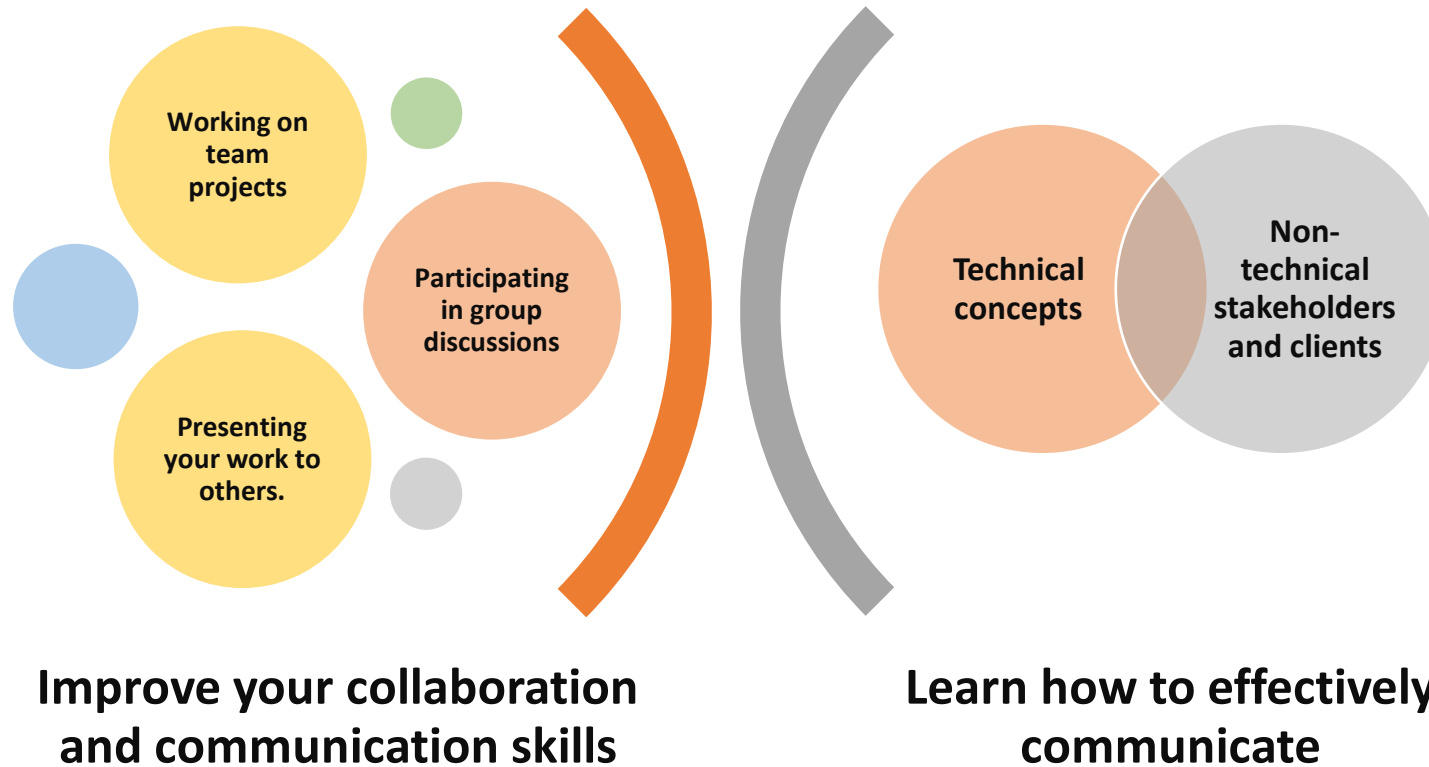 Working on
team
projects
Participating
in group
discussions
Presenting
your work to
others.
Improve your collaboration
and communication skills
Technical
concepts
Non-
technical
stakeholders
and clients
Learn how to effectively
communicate